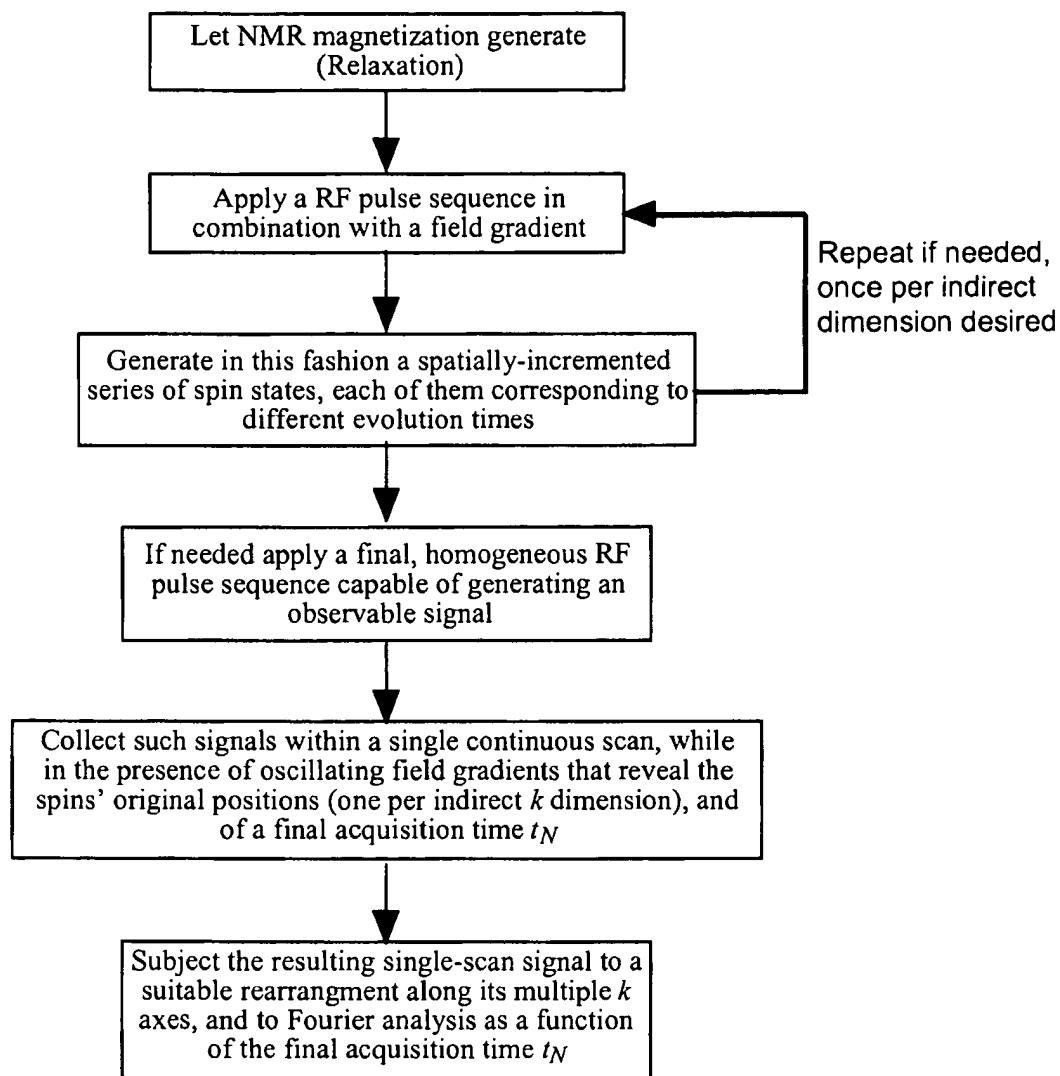 Let NMR magnetization generate
(Relaxation)
Apply a RF pulse sequence in
combination with a field gradient
Repeat if needed,
once per indirect
dimension desired
Generate in this fashion a spatially-incremented
series of spin states, each of them corresponding to
different evolution times
If needed apply a final, homogeneous RF
pulse sequence capable of generating an
observable signal
Collect such signals within a single continuous scan, while
in the presence of oscillating field gradients that reveal the
spins' original positions (one per indirect k dimension), and
of a final acquisition time tN
Subject the resulting single-scan signal to a
suitable rearrangment along its multiple k
axes, and to Fourier analysis as a function
of the final acquisition time tN